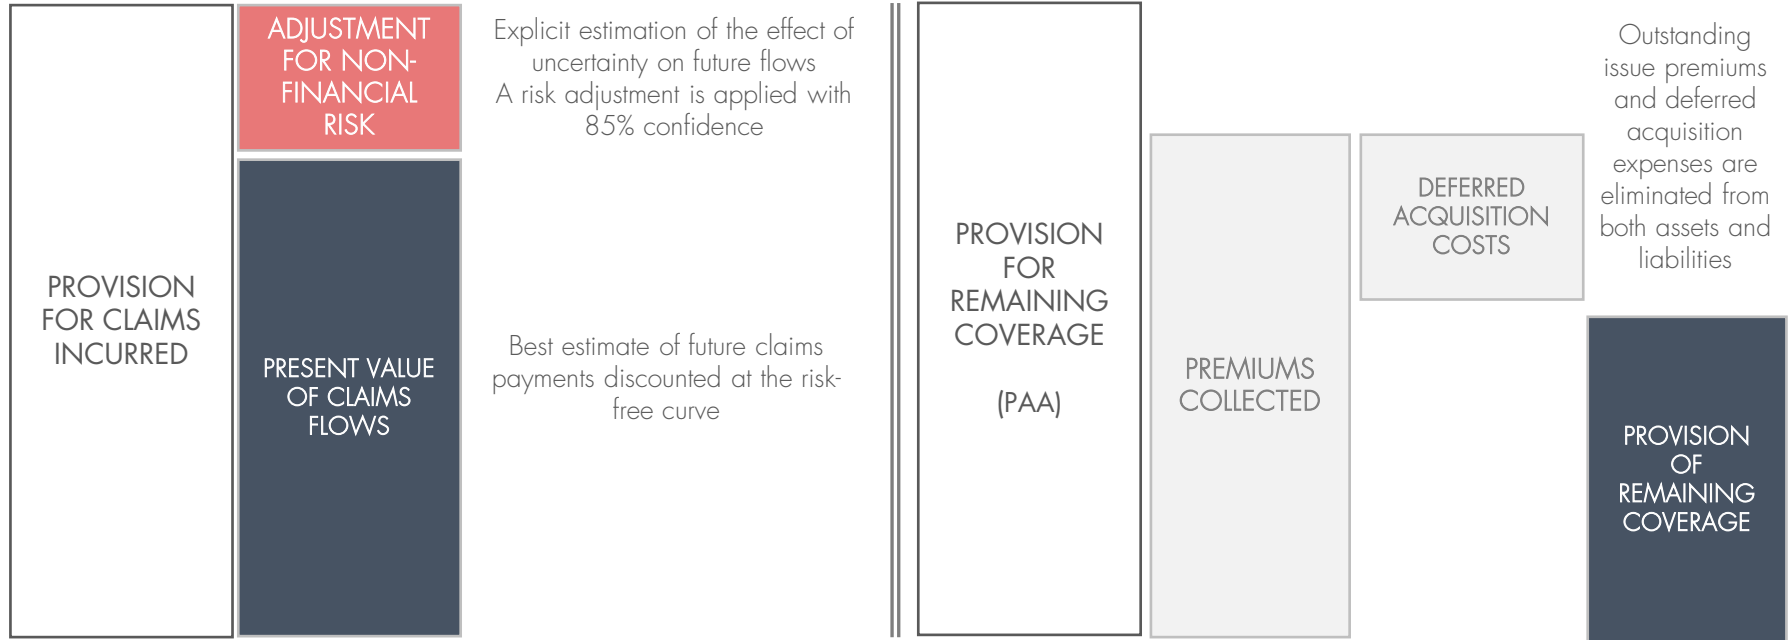 PROVISION
FOR CLAIMS
INCURRED
ADJUSTMENT
FOR NON-
FINANCIAL
RISK
Explicit estimation of the effect of
uncertainty on future flows
A risk adjustment is applied with
85% confidence
PRESENT VALUE
OF CLAIMS
FLOWS
Best estimate of future claims
payments discounted at the risk-
free curve
PROVISION
FOR
REMAINING
COVERAGE
(PAA)
PREMIUMS
COLLECTED
DEFERRED
ACQUISITION
COSTS
Outstanding
issue premiums
and deferred
acquisition
expenses are
eliminated from
both assets and
liabilities
PROVISION
OF
REMAINING
COVERAGE